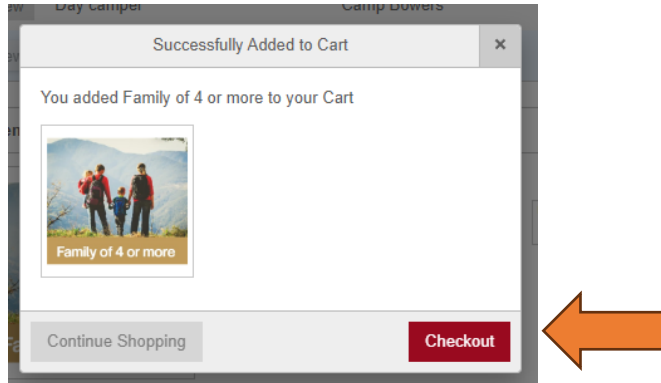 Day camper
Camp Bowers
Successfully Added to Cart ×
You added Family of 4 or more to your Cart
Family of 4 or more
Continue Shopping
Checkout